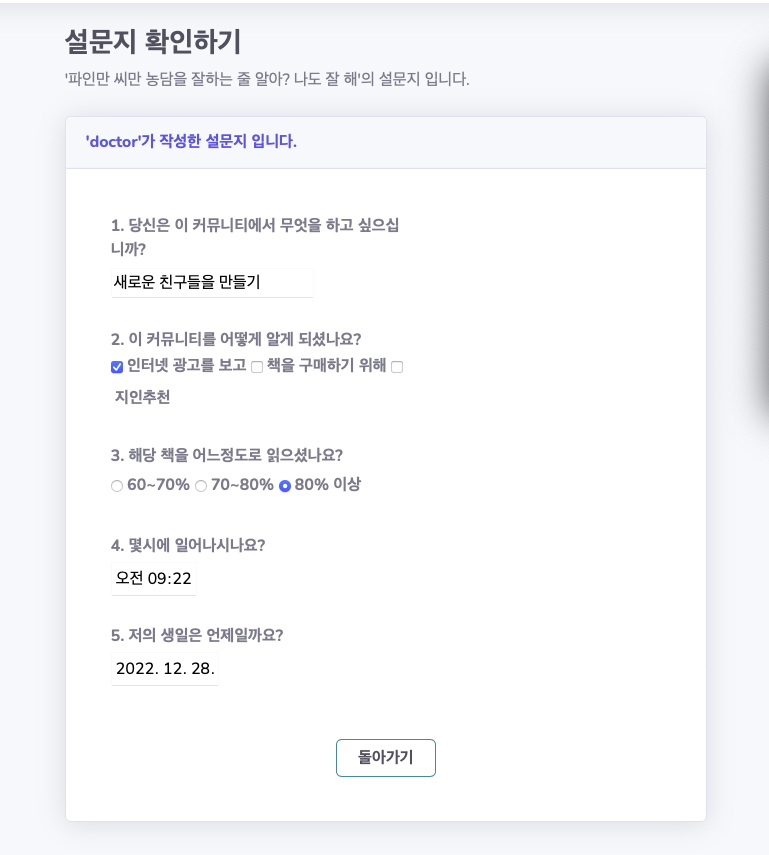 설문지 확인하기
'파인만 씨만 농담을 잘하는 줄 알아? 나도 잘 해'의 설문지 입니다.
'doctor'가 작성한 설문지 입니다.
1. 당신은 이 커뮤니티에서 무엇을 하고 싶으십
니까?
새로운 친구들을 만들기
2. 이 커뮤니티를 어떻게 알게 되셨나요?
인터넷 광고를 보고 책을 구매하기 위해
지인추천
3. 해당 책을 어느정도로 읽으셨나요?
60~70% 70~80% 80% 이상
4. 몇시에 일어나시나요?
오전 09:22
5. 저의 생일은 언제일까요?
2022. 12. 28.
돌아가기